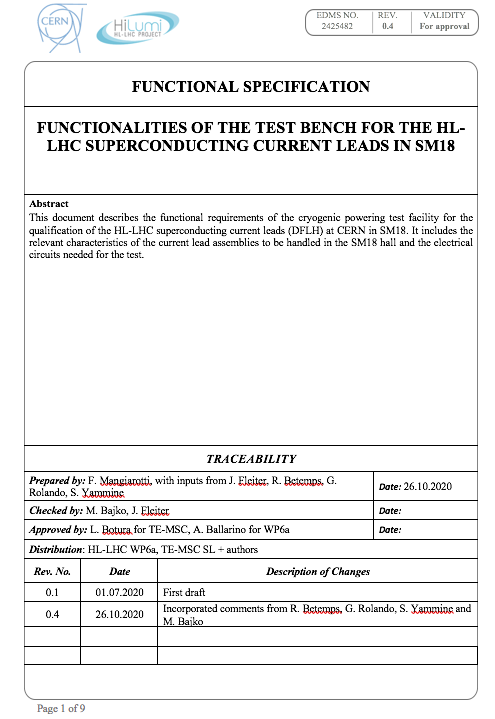 CERN
HiLumi
HL-LHC PROJECT
EDMS NO. REV. VALIDITY
2425482 0.4 For approval
FUNCTIONAL SPECIFICATION
FUNCTIONALITIES OF THE TEST BENCH FOR THE HL-
LHC SUPERCONDUCTING CURRENT LEADS IN SM18
Abstract
This document describes the functional requirements of the cryogenic powering test facility for the
qualification of the HL-LHC superconducting current leads (DFLH) at CERN in SM18. It includes the
relevant characteristics of the current lead assemblies to be handled in the SM18 hall and the electrical
circuits needed for the test.
TRACEABILITY
Prepared by: F. Mangiarotti, with inputs from J. Fleiter, R. Betemps, G.
Rolando, S. Yammine
Date: 26.10.2020
Checked by: M. Bajko, J. Fleiter
Date:
Approved by: L. Botura for TE-MSC, A. Ballarino for WP6a
Date:
Distribution: HL-LHC WP6a, TE-MSC SL + authors
Rev. No. Date Description of Changes
0.1 01.07.2020 First draft
0.4 26.10.2020 Incorporated comments from R. Betemps, G. Rolando, S. Yammine and
M. Bajko
Page 1 of 9